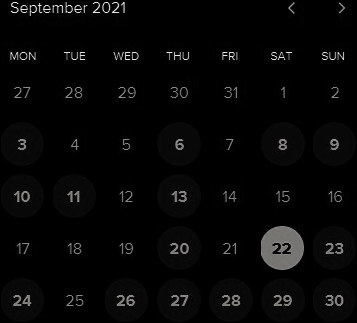 September 2021
MON TUE WED THU FRI SAT SUN
27 28 29 30 31 1 2
3 4 5 6 7 8 9
10 11 12 13 14 15 16
17 18 19 20 21 22 23
24 25 26 27 28 29 30